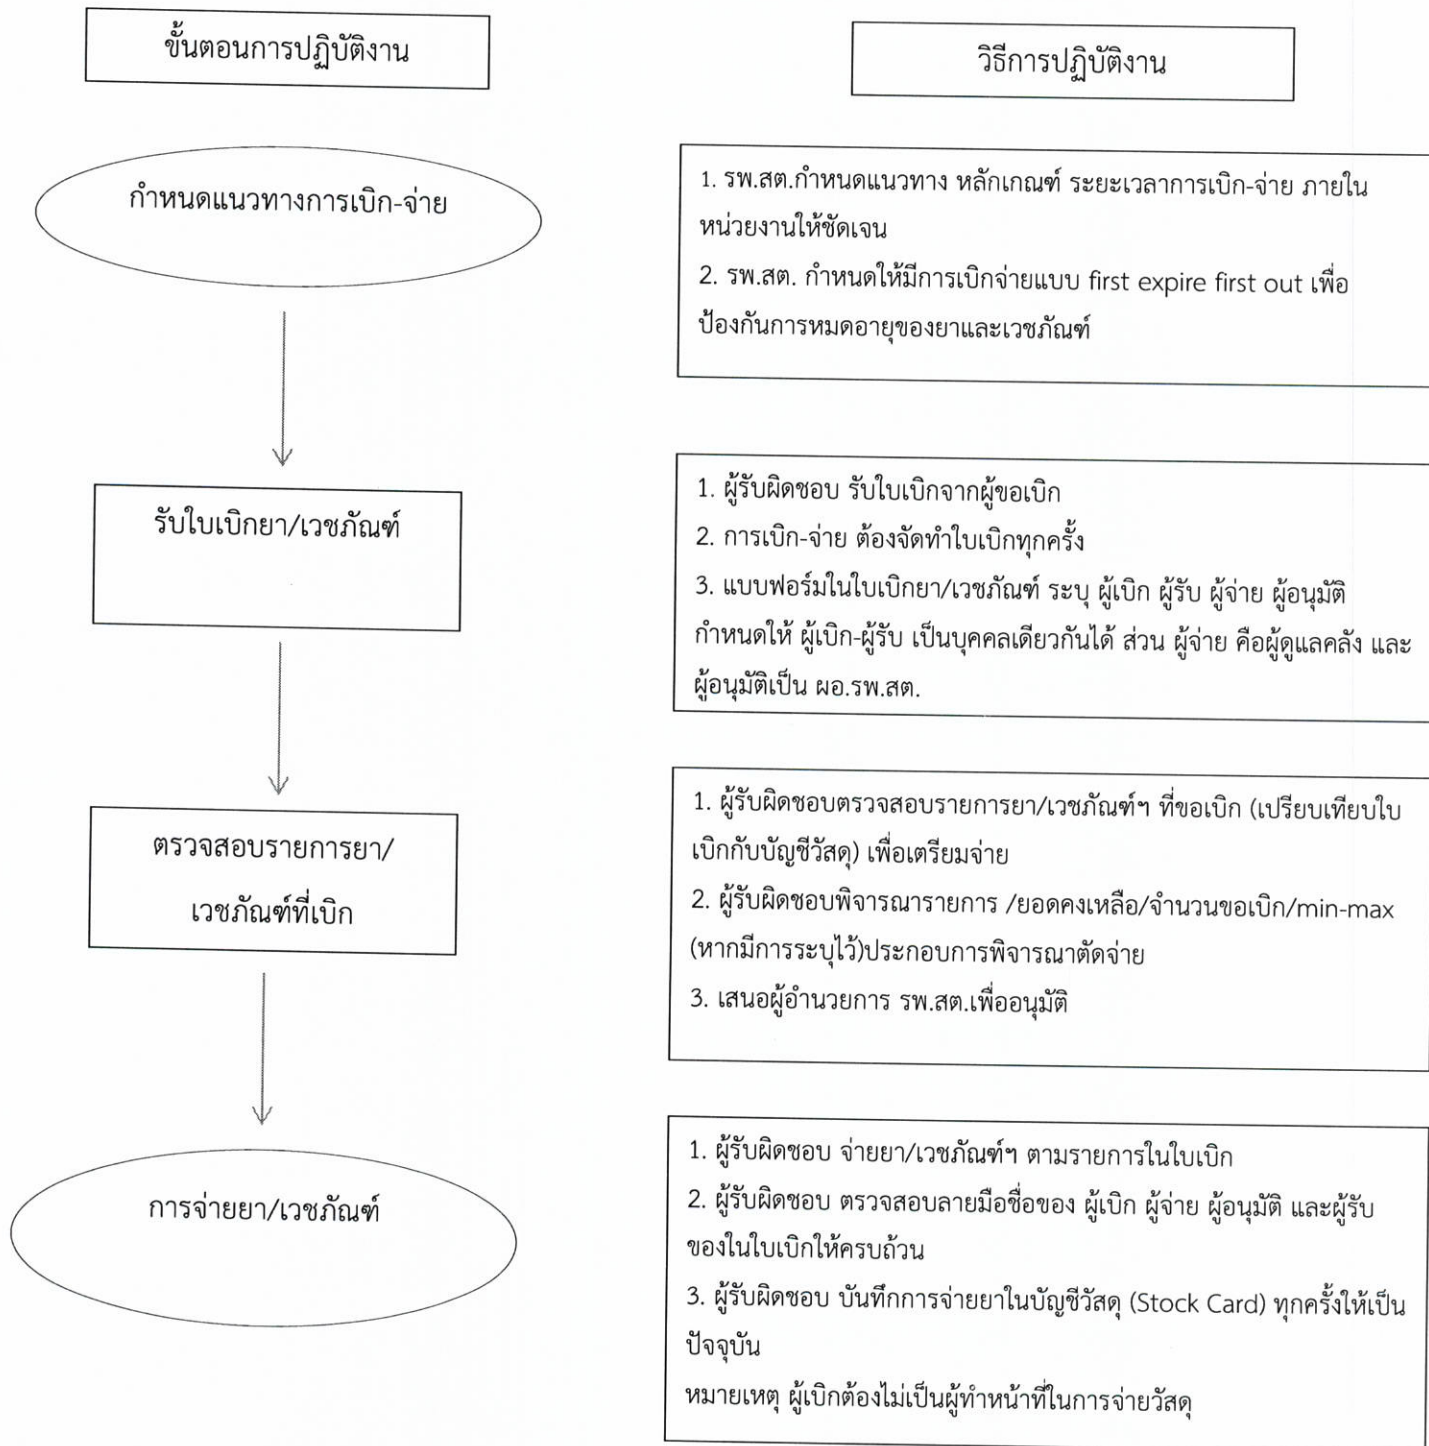 ขั้นตอนการปฏิบัติงาน
วิธีการปฏิบัติงาน
กำหนดแนวทางการเบิก-จ่าย
1. รพ.สต.กำหนดแนวทาง หลักเกณฑ์ ระยะเวลาการเบิก-จ่าย ภายใน
หน่วยงานให้ชัดเจน
2. รพ.สต. กำหนดให้มีการเบิกจ่ายแบบ first expire first out เพื่อ
ป้องกันการหมดอายุของยาและเวชภัณฑ์
รับใบเบิกยา/เวชภัณฑ์
1. ผู้รับผิดชอบ รับใบเบิกจากผู้ขอเบิก
2. การเบิก-จ่าย ต้องจัดทำใบเบิกทุกครั้ง
3. แบบฟอร์มในใบเบิกยา/เวชภัณฑ์ ระบุ ผู้เบิก ผู้รับ ผู้จ่าย ผู้อนุมัติ
กำหนดให้ ผู้เบิก-ผู้รับ เป็นบุคคลเดียวกันได้ ส่วน ผู้จ่าย คือผู้ดูแลคลัง และ
ผู้อนุมัติเป็น ผอ.รพ.สต.
ตรวจสอบรายการยา/
เวชภัณฑ์ที่เบิก
1. ผู้รับผิดชอบตรวจสอบรายการยา/เวชภัณฑ์ฯ ที่ขอเบิก (เปรียบเทียบใบ
เบิกกับบัญชีวัสดุ) เพื่อเตรียมจ่าย
2. ผู้รับผิดชอบพิจารณารายการ /ยอดคงเหลือ/จำนวนขอเบิก/min-max
(หากมีการระบุไว้)ประกอบการพิจารณาตัดจ่าย
3. เสนอผู้อำนวยการ รพ.สต.เพื่ออนุมัติ
การจ่ายยา/เวชภัณฑ์
1. ผู้รับผิดชอบ จ่ายยา/เวชภัณฑ์ฯ ตามรายการในใบเบิก
2. ผู้รับผิดชอบ ตรวจสอบลายมือชื่อของ ผู้เบิก ผู้จ่าย ผู้อนุมัติ และผู้รับ
ของในใบเบิกให้ครบถ้วน
3. ผู้รับผิดชอบ บันทึกการจ่ายยาในบัญชีวัสดุ (Stock Card) ทุกครั้งให้เป็น
ปัจจุบัน
หมายเหตุ ผู้เบิกต้องไม่เป็นผู้ทำหน้าที่ในการจ่ายวัสดุ